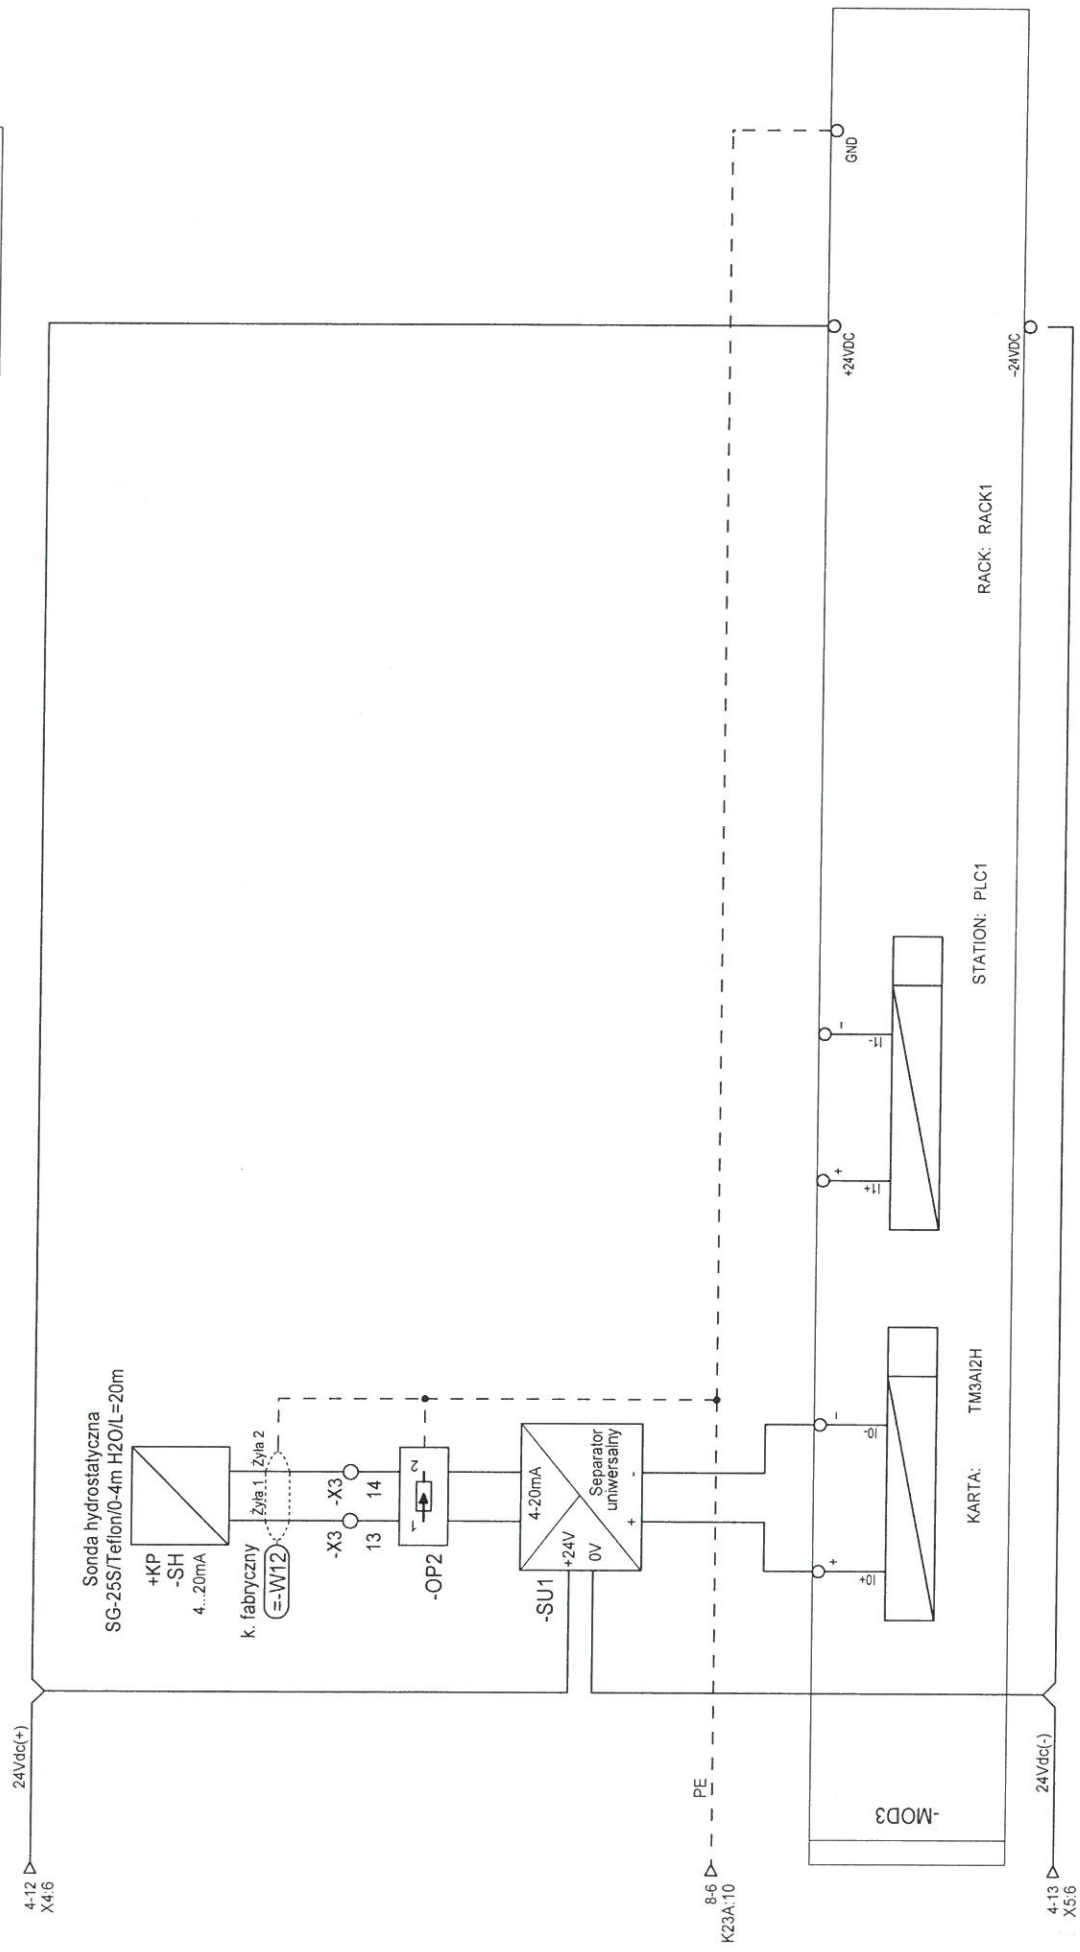 4-12
X4:6
24Vdc(+)
Sonda hydrostatyczna
SG-25S/Teflon/0-4m H2O/L=20m
+KP
-SH
4...20mA
k. fabryczny
=-W12
Żyła 1
Żyła 2
-X3
13
-X3
14
-OP2
1
2
-SU1
+24V
0V
4-20mA
Separator
uniwersalny
+
-
8-6
K23A:10
PE
GND
+24VDC
-24VDC
+
I0+
-
I0-
+
I1+
-
I1-
-MOD3
KARTA: TM3AI2H
STATION: PLC1
RACK: RACK1
4-13
X5:6
24Vdc(-)